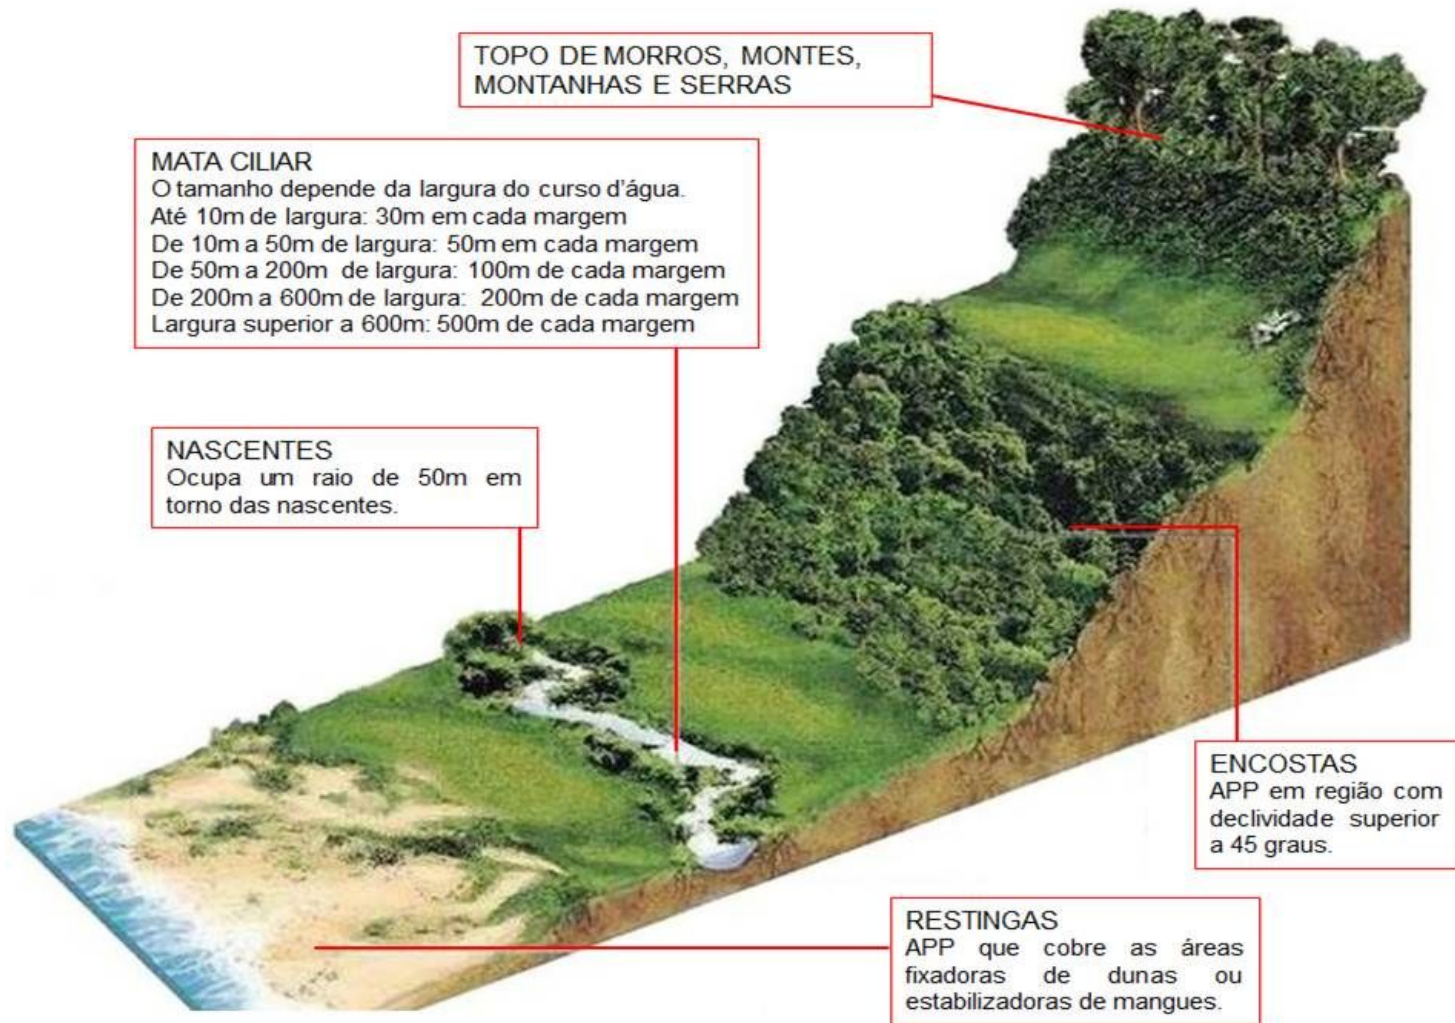 TOPO DE MORROS, MONTES,
MONTANHAS E SERRAS
MATA CILIAR
O tamanho depende da largura do curso d'água.
Até 10m de largura: 30m em cada margem
De 10m a 50m de largura: 50m em cada margem
De 50m a 200m de largura: 100m de cada margem
De 200m a 600m de largura: 200m de cada margem
Largura superior a 600m: 500m de cada margem
NASCENTES
Ocupa um raio de 50m em
torno das nascentes.
ENCOSTAS
APP em região com
declividade superior
a 45 graus.
RESTINGAS
APP que cobre as áreas
fixadoras de dunas ou
estabilizadoras de mangues.